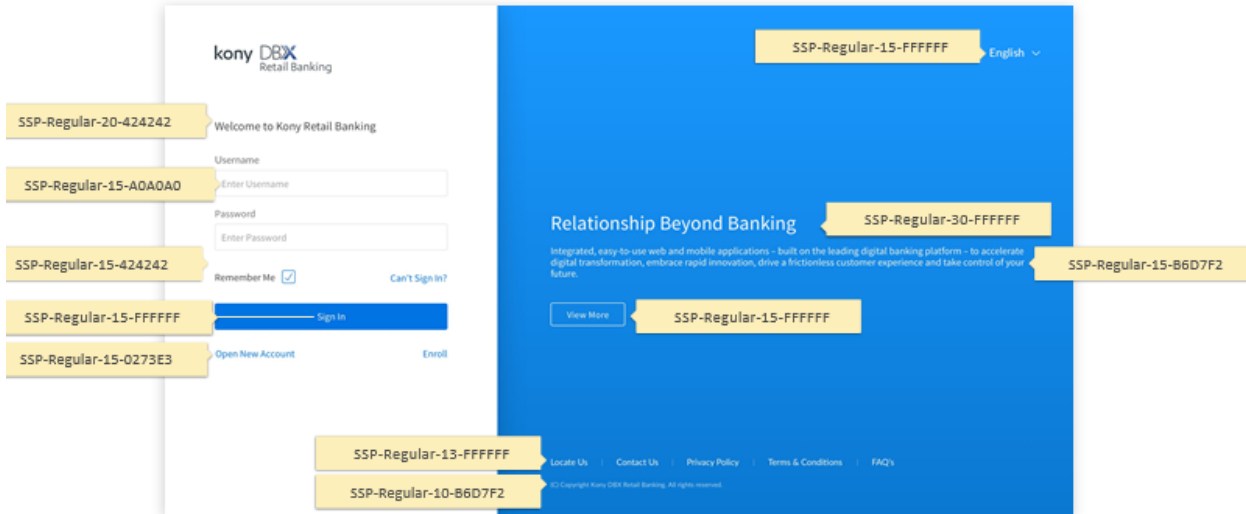 kony DBX
Retail Banking
SSP-Regular-15-FFFFFF
English
SSP-Regular-20-424242
Welcome to Kony Retail Banking
Username
SSP-Regular-15-A0A0A0
Enter Username
Password
Enter Password
SSP-Regular-15-424242
Remember Me
Can't Sign In?
SSP-Regular-15-FFFFFF
Sign In
SSP-Regular-15-0273E3
Open New Account
Enroll
Relationship Beyond Banking
SSP-Regular-30-FFFFFF
Integrated, easy-to-use web and mobile applications – built on the leading digital banking platform – to accelerate
digital transformation, embrace rapid innovation, drive a frictionless customer experience and take control of your
future.
SSP-Regular-15-B6D7F2
View More
SSP-Regular-15-FFFFFF
SSP-Regular-13-FFFFFF
Locate Us | Contact Us | Privacy Policy | Terms & Conditions | FAQ's
SSP-Regular-10-B6D7F2
(C) Copyright Kony DBX Retail Banking. All rights reserved.